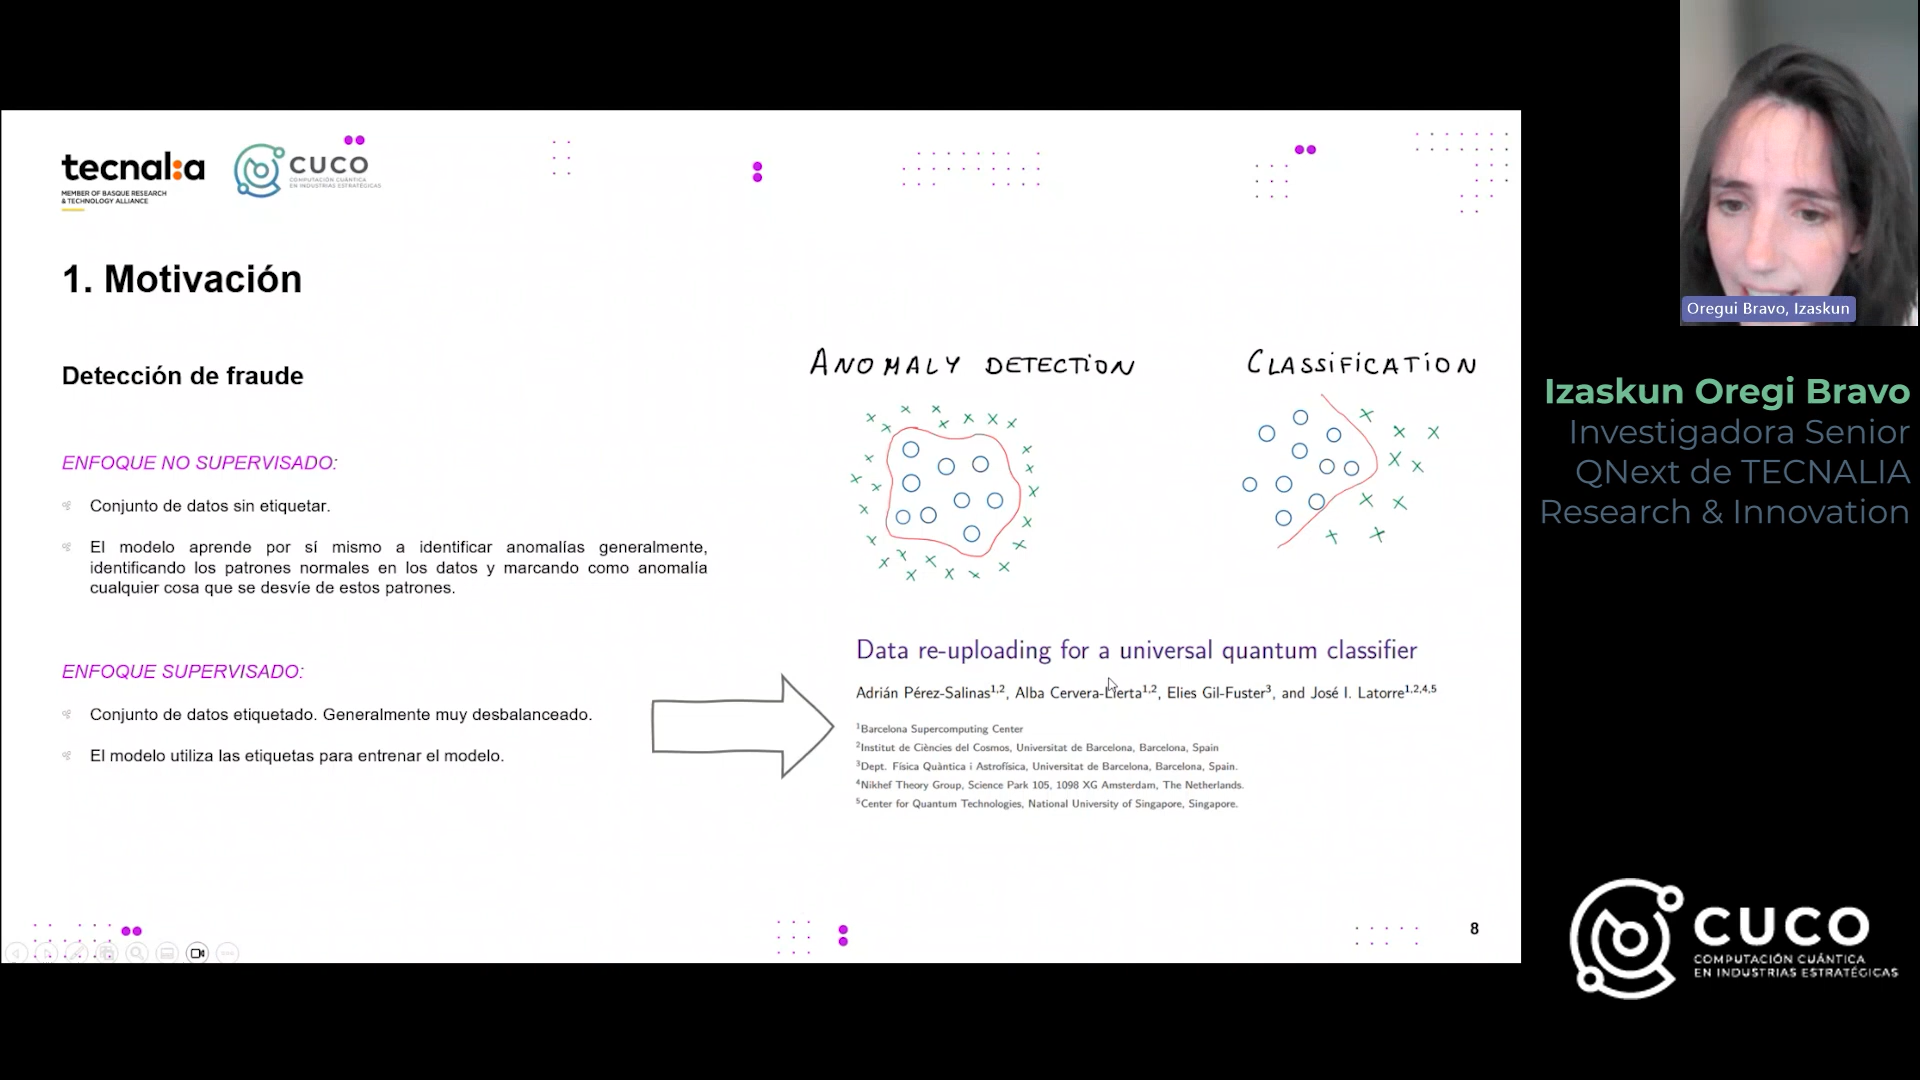 tecnal:a
MEMBER OF BASQUE RESEARCH
& TECHNOLOGY ALLIANCE
CUCO
COMPUTACIÓN CUÁNTICA
EN INDUSTRIAS ESTRATÉGICAS
1. Motivación
Detección de fraude
ENFOQUE NO SUPERVISADO:
Conjunto de datos sin etiquetar.
El modelo aprende por sí mismo a identificar anomalías generalmente,
identificando los patrones normales en los datos y marcando como anomalía
cualquier cosa que se desvíe de estos patrones.
ENFOQUE SUPERVISADO:
Conjunto de datos etiquetado. Generalmente muy desbalanceado.
El modelo utiliza las etiquetas para entrenar el modelo.
ANOMALY DETECTION
CLASSIFICATION
Data re-uploading for a universal quantum classifier
Adrián Pérez-Salinas1,2, Alba Cervera-Lierta1,2, Elies Gil-Fuster3, and José I. Latorre1,2,4,5
1Barcelona Supercomputing Center
2Institut de Ciències del Cosmos, Universitat de Barcelona, Barcelona, Spain
3Dept. Física Quàntica i Astrofísica, Universitat de Barcelona, Barcelona, Spain.
4Nikhef Theory Group, Science Park 105, 1098 XG Amsterdam, The Netherlands.
5Center for Quantum Technologies, National University of Singapore, Singapore.
8
Oregui Bravo, Izaskun
Izaskun Oregi Bravo
Investigadora Senior
QNext de TECNALIA
Research & Innovation
CUCO
COMPUTACIÓN CUÁNTICA
EN INDUSTRIAS ESTRATÉGICAS